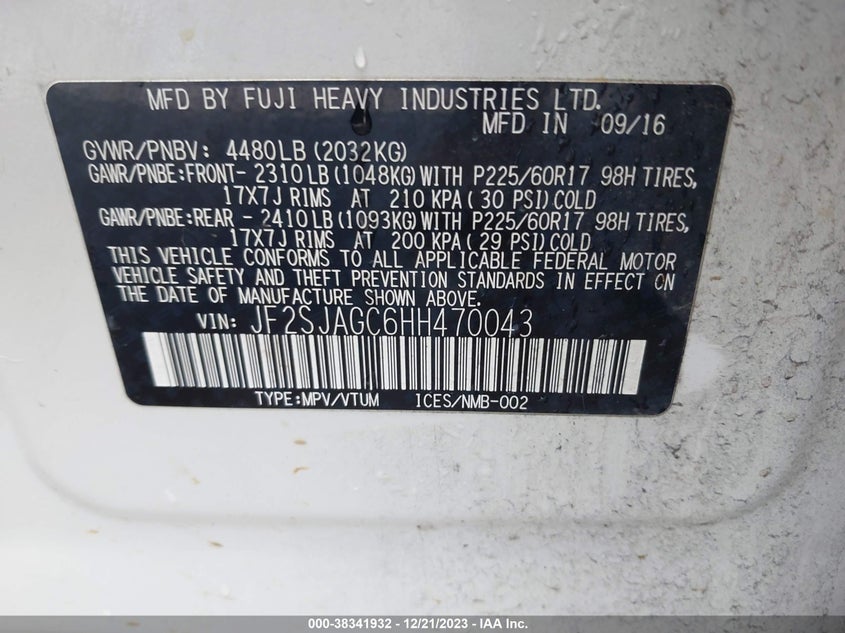 MFD BY FUJI HEAVY INDUSTRIES LTD.
MFD IN 09/16
GVWR/PNBV: 4480LB (2032KG)
GAWR/PNBE:FRONT- 2310LB (1048KG) WITH P225/60R17 98H TIRES,
17X7J RIMS AT 210 KPA ( 30 PSI) COLD
GAWR/PNBE:REAR - 2410LB (1093KG) WITH P225/60R17 98H TIRES,
17X7J RIMS AT 200 KPA ( 29 PSI) COLD
THIS VEHICLE CONFORMS TO ALL APPLICABLE FEDERAL MOTOR
VEHICLE SAFETY AND THEFT PREVENTION STANDARDS IN EFFECT ON
THE DATE OF MANUFACTURE SHOWN ABOVE.
VIN: JF2SJAGC6HH470043
TYPE:MPV/VTUM ICES/NMB-002
000-38341932 - 12/21/2023 - IAA Inc.